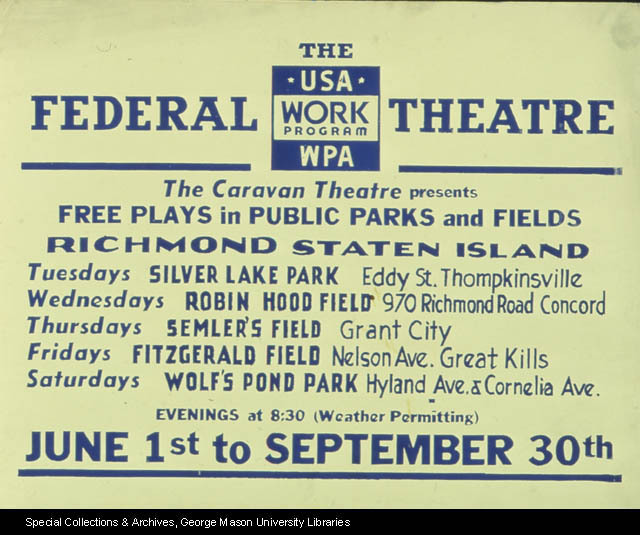 THE
FEDERAL USA WORK PROGRAM WPA THEATRE
The Caravan Theatre presents
FREE PLAYS in PUBLIC PARKS and FIELDS
RICHMOND STATEN ISLAND
Tuesdays SILVER LAKE PARK Eddy St. Thompkinsville
Wednesdays ROBIN HOOD FIELD 970 Richmond Road Concord
Thursdays SEMLER'S FIELD Grant City
Fridays FITZGERALD FIELD Nelson Ave. Great Kills
Saturdays WOLF'S POND PARK Hyland Ave. & Cornelia Ave.
EVENINGS at 8:30 (Weather Permitting)
JUNE 1st to SEPTEMBER 30th
Special Collections & Archives, George Mason University Libraries